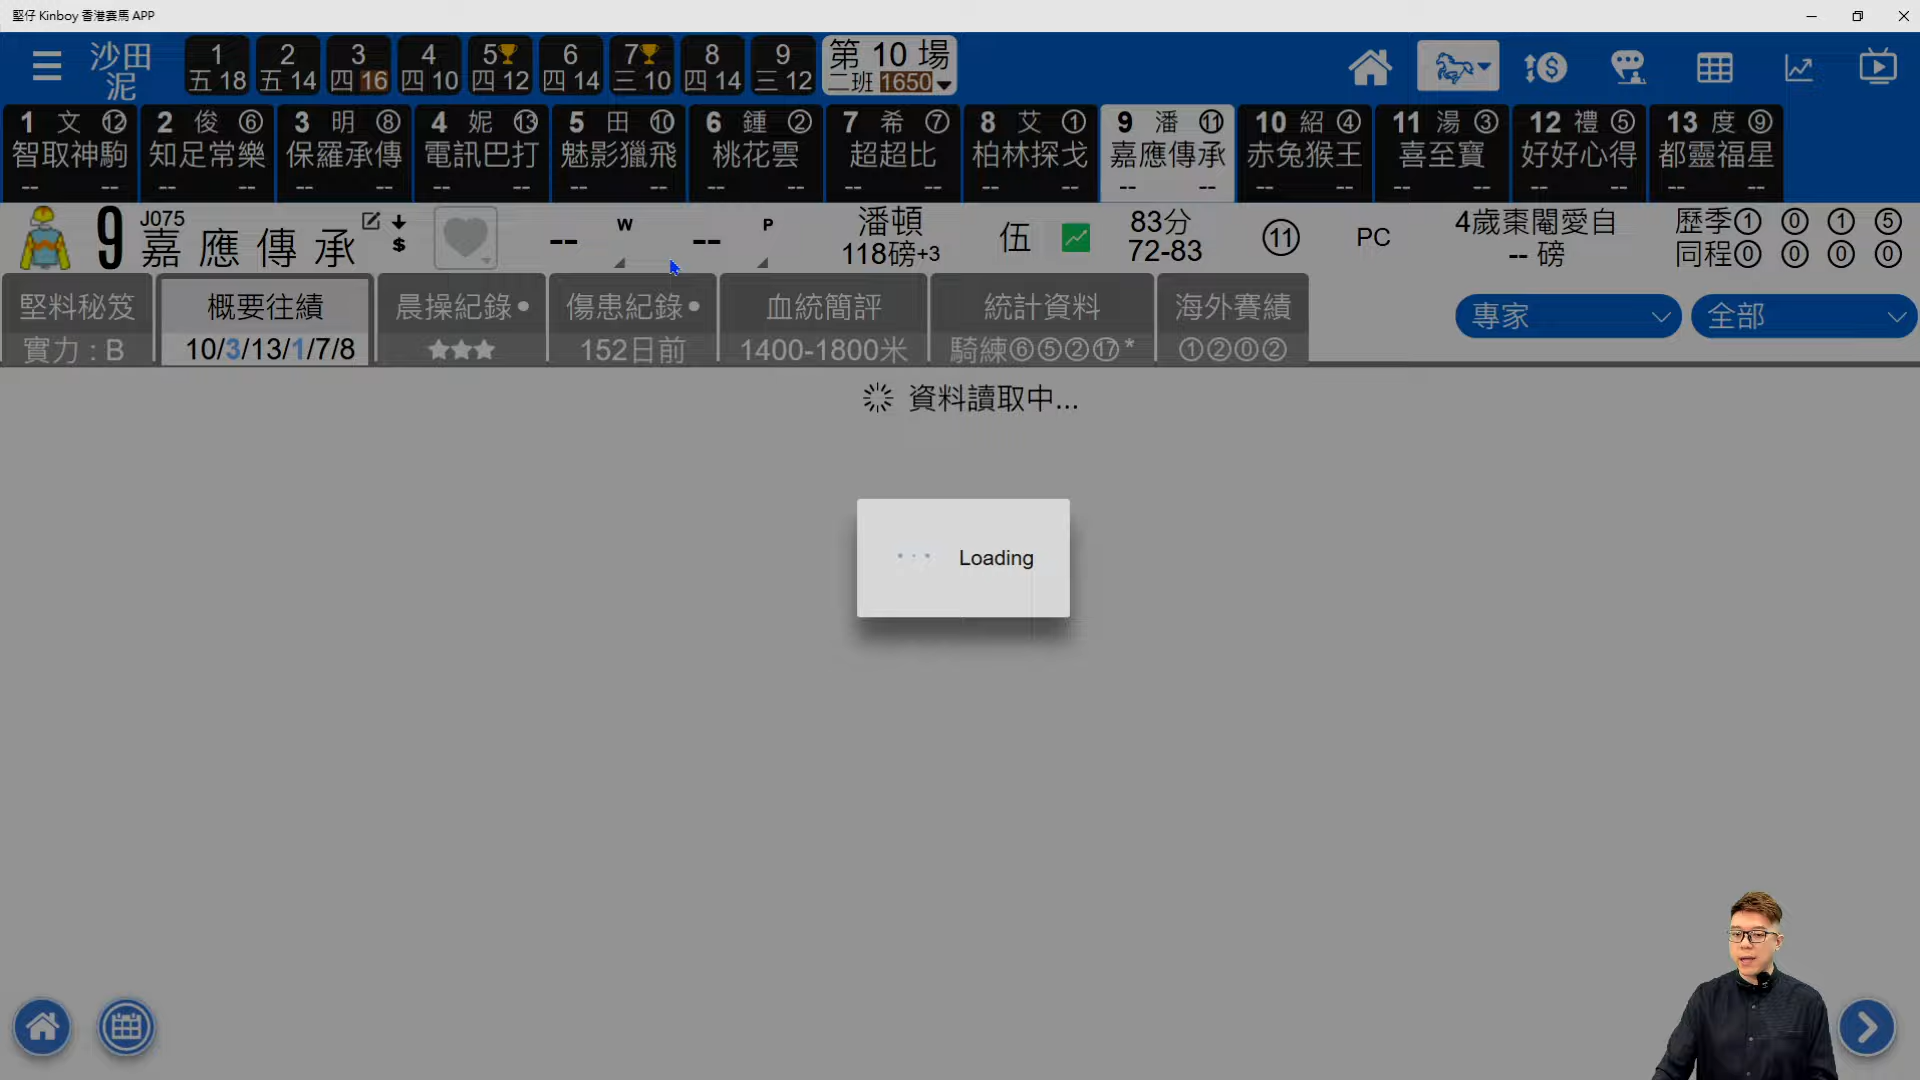 堅仔 Kinboy 香港賽馬 APP
沙田
泥
1
五 18
2
五 14
3
四 16
4
四 10
5
四 12
6
四 14
7
三 10
8
四 14
9
三 12
第 10 場
二班 1650
1 文 ⑫
智取神駒
-- --
2 俊 ⑥
知足常樂
-- --
3 明 ⑧
保羅承傳
-- --
4 妮 ⑬
電訊巴打
-- --
5 田 ⑩
魅影獵飛
-- --
6 鍾 ②
桃花雲
-- --
7 希 ⑦
超超比
-- --
8 艾 ①
柏林探戈
-- --
9 潘 ⑪
嘉應傳承
-- --
10 紹 ④
赤兔猴王
-- --
11 湯 ③
喜至寶
-- --
12 禮 ⑤
好好心得
-- --
13 度 ⑨
都靈福星
-- --
9
J075
嘉應傳承
$
-- W
-- P
潘頓
118磅+3
伍
83分
72-83
⑪
PC
4歲棗閹愛自
-- 磅
歷季① ⓪ ① ⑤
同程⓪ ⓪ ⓪ ⓪
堅料秘笈
實力：B
概要往績
10/3/13/1/7/8
晨操紀錄●
★★★
傷患紀錄●
152日前
血統簡評
1400-1800米
統計資料
騎練⑥⑤②⑰*
海外賽績
①②⓪②
專家
全部
資料讀取中...
Loading